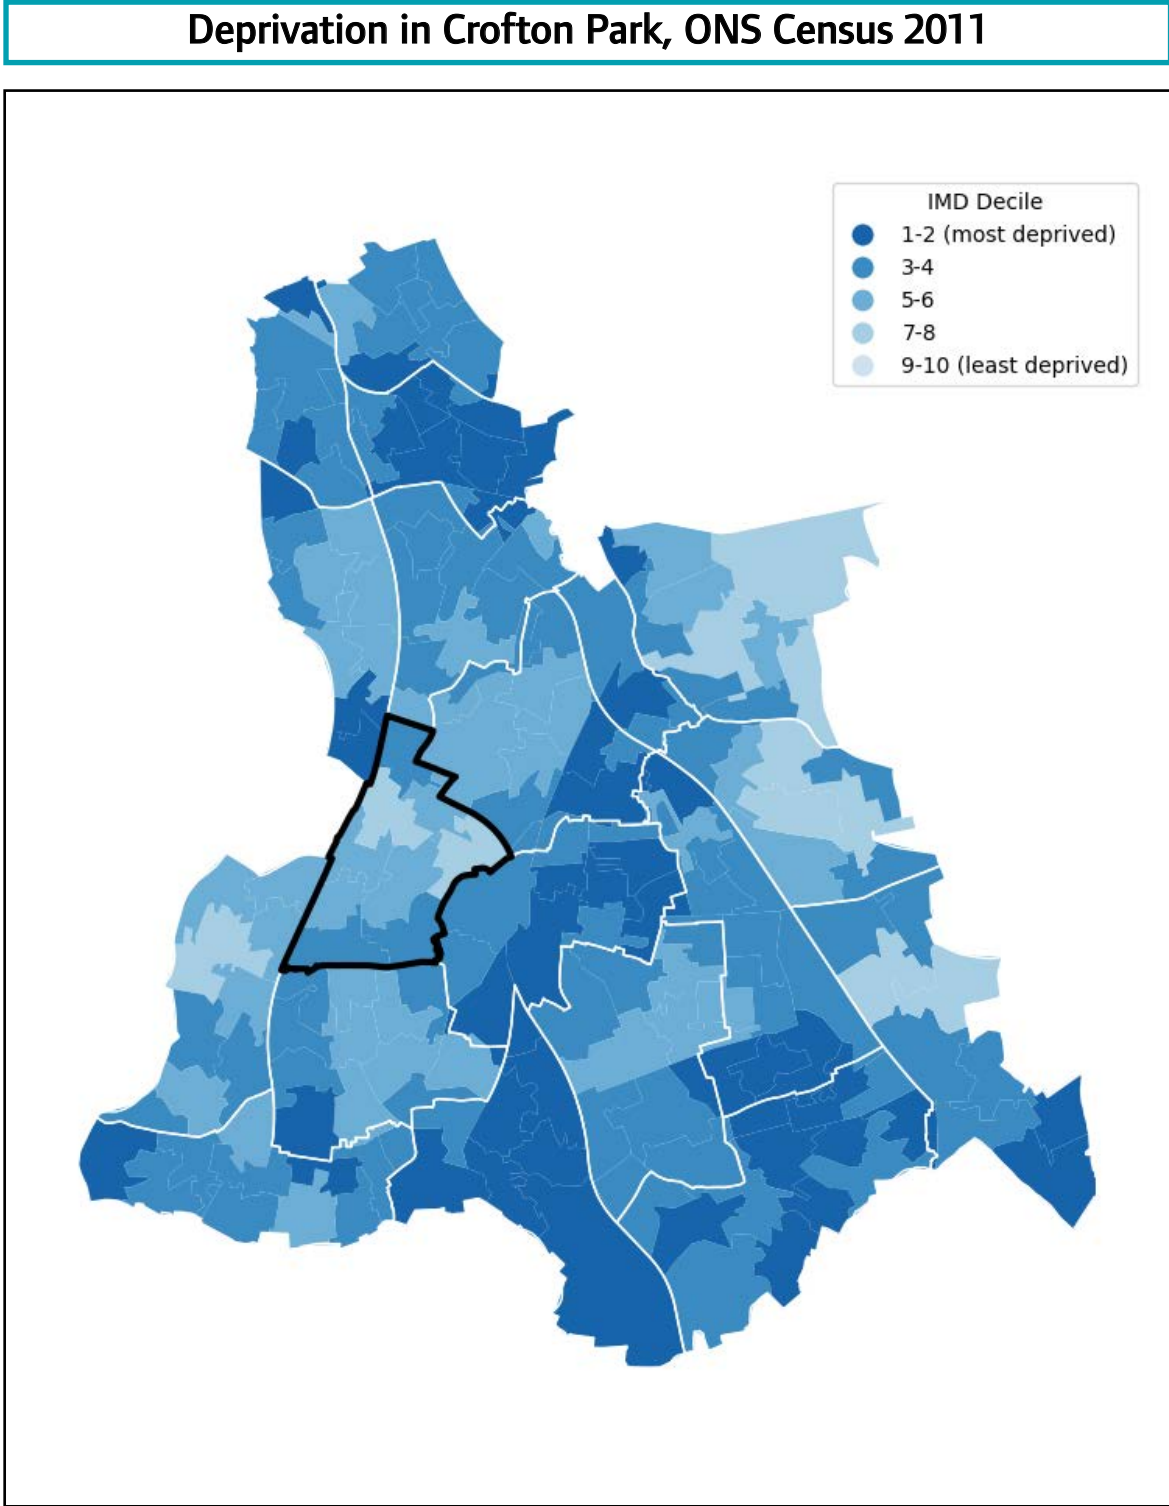 Deprivation in Crofton Park, ONS Census 2011
IMD Decile
1-2 (most deprived)
3-4
5-6
7-8
9-10 (least deprived)